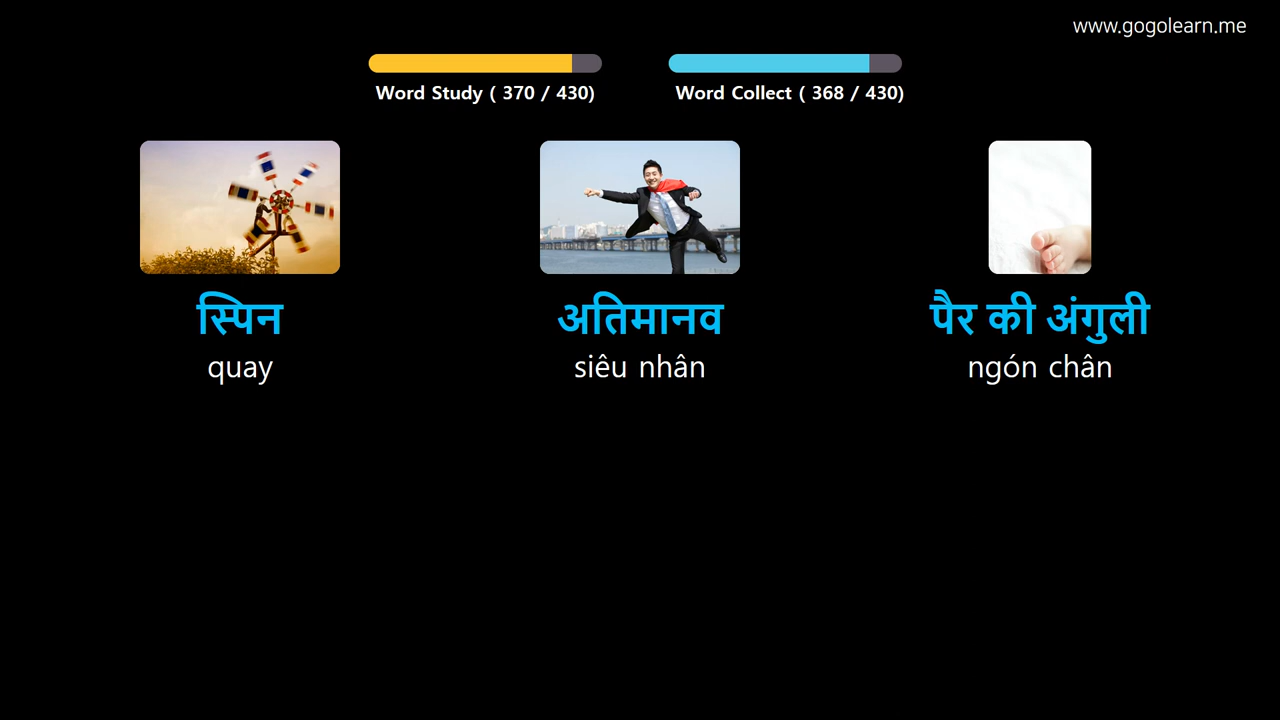 www.gogolearn.me
Word Study ( 370 / 430)
Word Collect ( 368 / 430)
स्पिन
अतिमानव
पैर की अंगुली
quay
siêu nhân
ngón chân